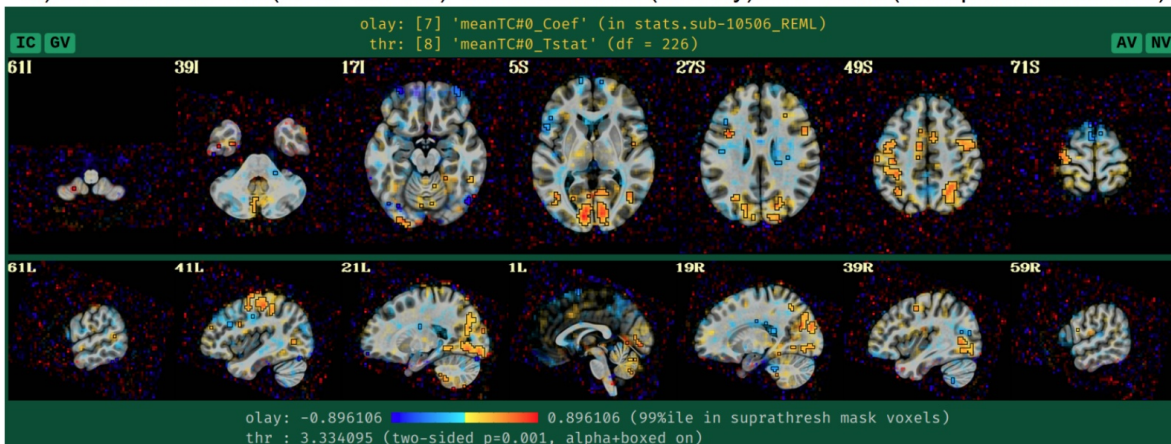 olay: [7] 'meanTC#0_Coef' (in stats.sub-10506_REML)
thr: [8] 'meanTC#0_Tstat' (df = 226)
IC GV AV NV
61I 39I 17I 5S 27S 49S 71S
61L 41L 21L 1L 19R 39R 59R
olay: -0.896106 0.896106 (99%ile in suprathresh mask voxels)
thr : 3.334095 (two-sided p=0.001, alpha+boxed on)